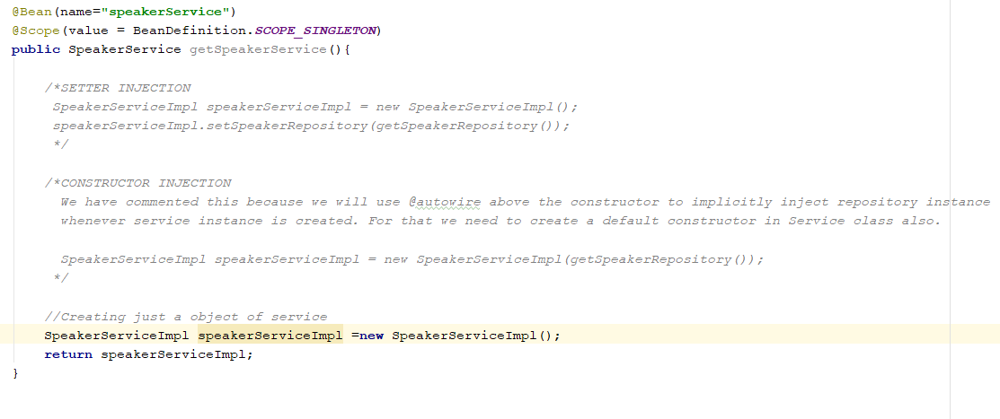 @Bean(name="speakerService")
@Scope(value = BeanDefinition.SCOPE_SINGLETON)
public SpeakerService getSpeakerService(){
/*SETTER INJECTION
SpeakerServiceImpl speakerServiceImpl = new SpeakerServiceImpl();
speakerServiceImpl.setSpeakerRepository(getSpeakerRepository());
*/
/*CONSTRUCTOR INJECTION
We have commented this because we will use @autowire above the constructor to implicitly inject repository instance
whenever service instance is created. For that we need to create a default constructor in Service class also.
SpeakerServiceImpl speakerServiceImpl = new SpeakerServiceImpl(getSpeakerRepository());
*/
//Creating just a object of service
SpeakerServiceImpl speakerServiceImpl =new SpeakerServiceImpl();
return speakerServiceImpl;
}